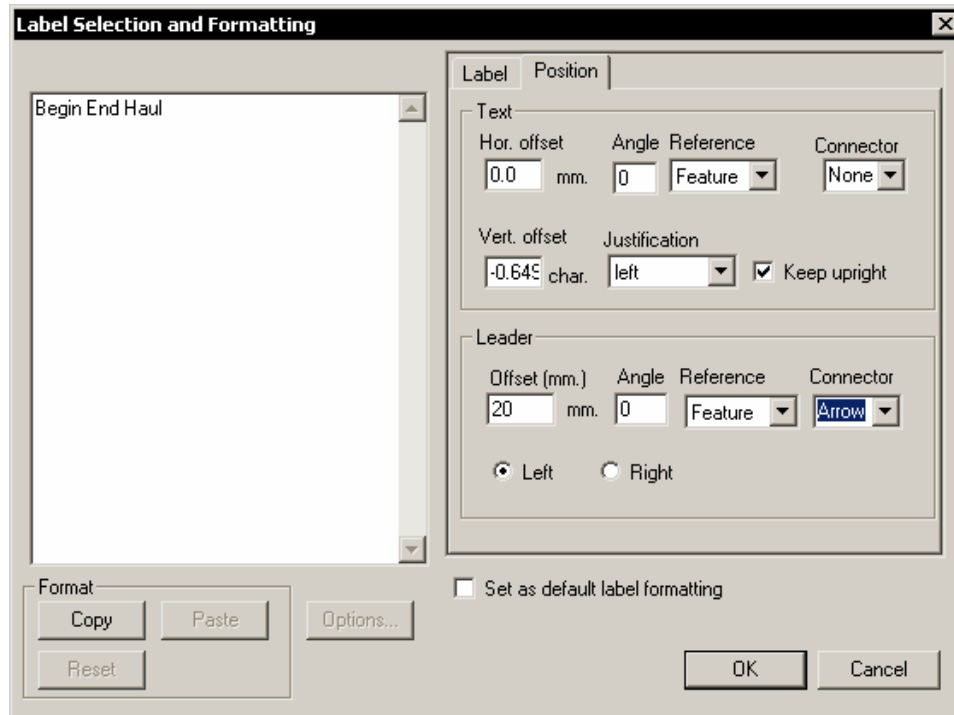 Label Selection and Formatting
Begin End Haul
Label Position
Text
Hor. offset Angle Reference Connector
0.0 mm. 0 Feature None
Vert. offset Justification
-0.649 char. left Keep upright
Leader
Offset (mm.) Angle Reference Connector
20 mm. 0 Feature Arrow
Left Right
Format
Copy Paste Options...
Reset
Set as default label formatting
OK Cancel